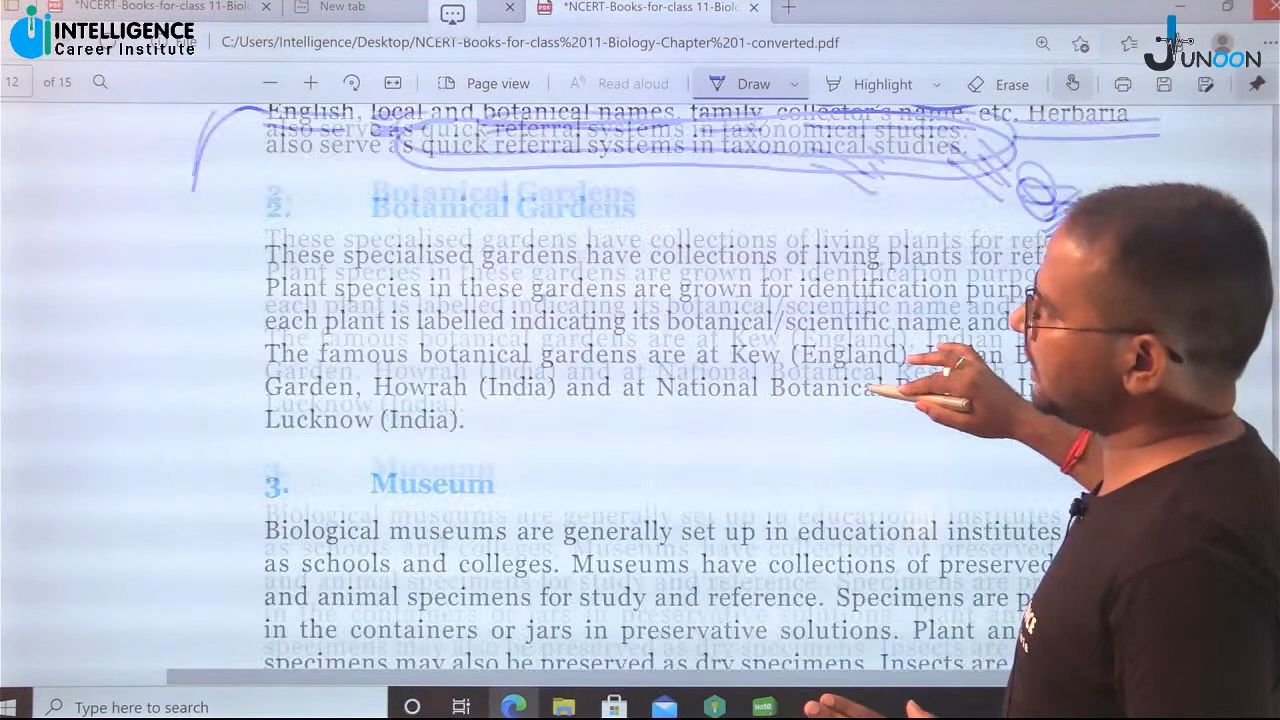 INTELLIGENCE
Career Institute
*NCERT-Books-for class 11-Biol
New tab
*NCERT-Books-for class 11-Biol
JUNOON
C:/Users/Intelligence/Desktop/NCERT-Books-for-class%2011-Biology-Chapter%201-converted.pdf
12 of 15
Page view
Read aloud
Draw
Highlight
Erase
English, local and botanical names, family, collector's name, etc. Herbaria
also serve as quick referral systems in taxonomical studies.
2. Botanical Gardens
These specialised gardens have collections of living plants for ref
Plant species in these gardens are grown for identification purpo
each plant is labelled indicating its botanical/scientific name and
The famous botanical gardens are at Kew (England),
Garden, Howrah (India) and at National Botanica
Lucknow (India).
3. Museum
Biological museums are generally set up in educational institutes
as schools and colleges. Museums have collections of preserved
and animal specimens for study and reference. Specimens are p
in the containers or jars in preservative solutions. Plant an
specimens may also be preserved as dry specimens. Insects are
Type here to search
Note